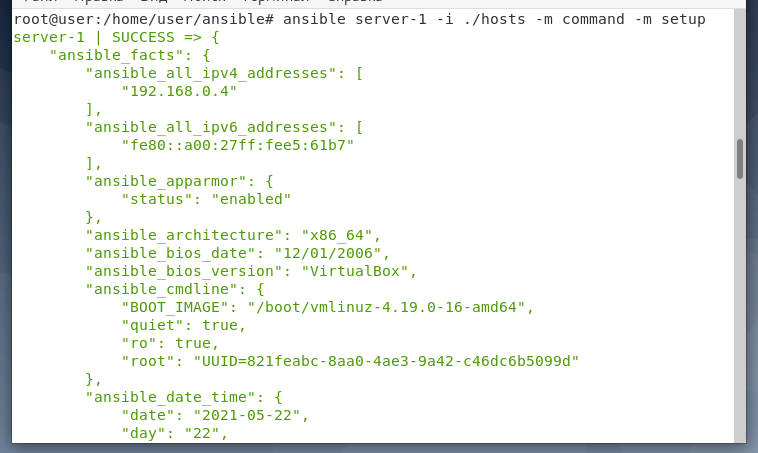 root@user:/home/user/ansible# ansible server-1 -i ./hosts -m command -m setup
server-1 | SUCCESS => {
    "ansible_facts": {
        "ansible_all_ipv4_addresses": [
            "192.168.0.4"
        ],
        "ansible_all_ipv6_addresses": [
            "fe80::a00:27ff:fee5:61b7"
        ],
        "ansible_apparmor": {
            "status": "enabled"
        },
        "ansible_architecture": "x86_64",
        "ansible_bios_date": "12/01/2006",
        "ansible_bios_version": "VirtualBox",
        "ansible_cmdline": {
            "BOOT_IMAGE": "/boot/vmlinuz-4.19.0-16-amd64",
            "quiet": true,
            "ro": true,
            "root": "UUID=821feabc-8aa0-4ae3-9a42-c46dc6b5099d"
        },
        "ansible_date_time": {
            "date": "2021-05-22",
            "day": "22",